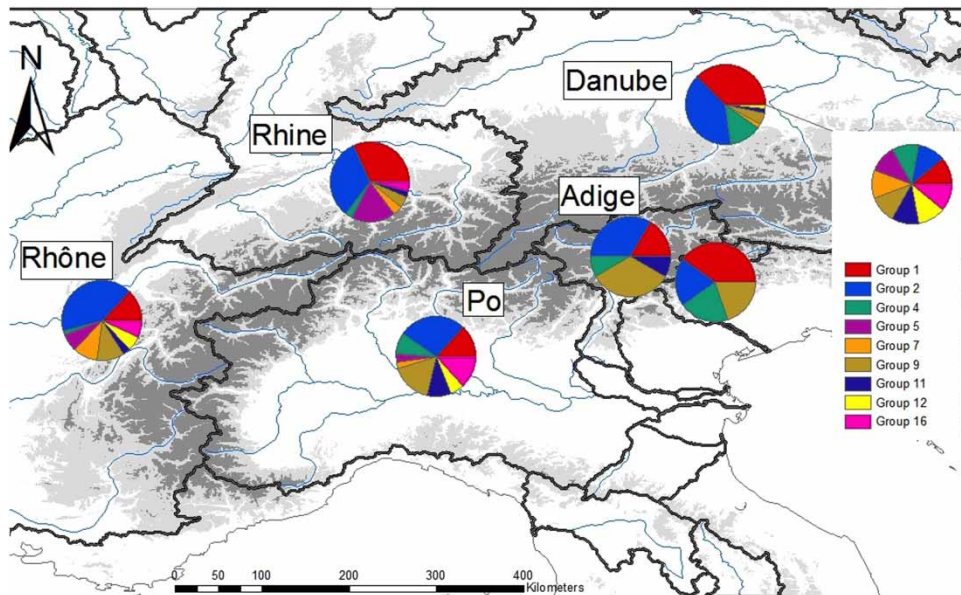 N
Danube
Rhine
Adige
Rhône
Po
Group 1
Group 2
Group 4
Group 5
Group 7
Group 9
Group 11
Group 12
Group 16
0 25 50 100 200 300 400
Kilometers